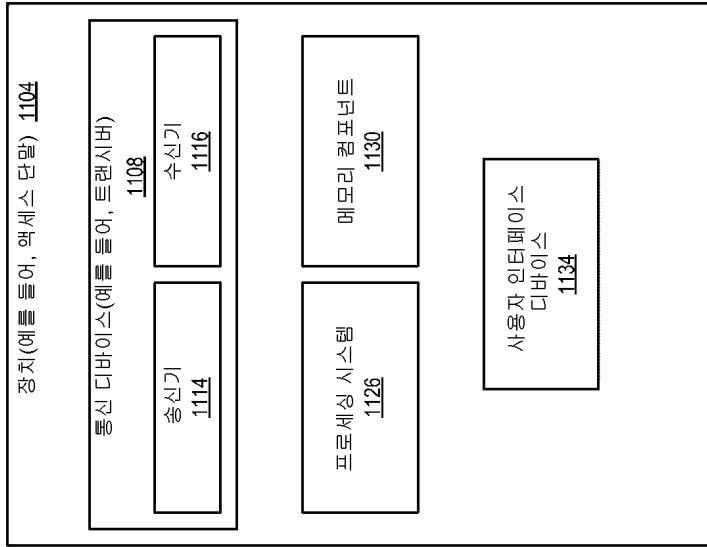 장치(예를 들어, 액세스 단말) 1104
통신 디바이스(예를 들어, 트랜시버)
1108
송신기
1114
수신기
1116
프로세싱 시스템
1126
메모리 컴포넌트
1130
사용자 인터페이스
디바이스
1134